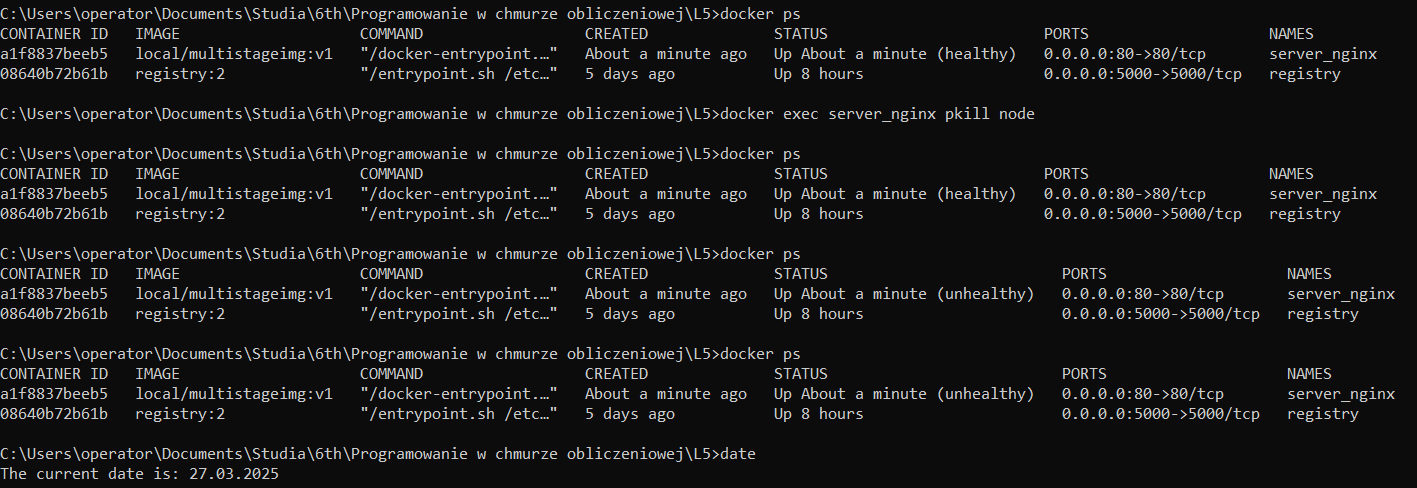 C:\Users\operator\Documents\Studia\6th\Programowanie w chmurze obliczeniowej\L5>docker ps
CONTAINER ID   IMAGE                    COMMAND                  CREATED              STATUS                        PORTS                    NAMES
a1f8837beeb5   local/multistageimg:v1   "/docker-entrypoint.…"   About a minute ago   Up About a minute (healthy)   0.0.0.0:80->80/tcp       server_nginx
08640b72b61b   registry:2               "/entrypoint.sh /etc…"   5 days ago           Up 8 hours                    0.0.0.0:5000->5000/tcp   registry
C:\Users\operator\Documents\Studia\6th\Programowanie w chmurze obliczeniowej\L5>docker exec server_nginx pkill node
C:\Users\operator\Documents\Studia\6th\Programowanie w chmurze obliczeniowej\L5>docker ps
CONTAINER ID   IMAGE                    COMMAND                  CREATED              STATUS                        PORTS                    NAMES
a1f8837beeb5   local/multistageimg:v1   "/docker-entrypoint.…"   About a minute ago   Up About a minute (healthy)   0.0.0.0:80->80/tcp       server_nginx
08640b72b61b   registry:2               "/entrypoint.sh /etc…"   5 days ago           Up 8 hours                    0.0.0.0:5000->5000/tcp   registry
C:\Users\operator\Documents\Studia\6th\Programowanie w chmurze obliczeniowej\L5>docker ps
CONTAINER ID   IMAGE                    COMMAND                  CREATED              STATUS                          PORTS                    NAMES
a1f8837beeb5   local/multistageimg:v1   "/docker-entrypoint.…"   About a minute ago   Up About a minute (unhealthy)   0.0.0.0:80->80/tcp       server_nginx
08640b72b61b   registry:2               "/entrypoint.sh /etc…"   5 days ago           Up 8 hours                      0.0.0.0:5000->5000/tcp   registry
C:\Users\operator\Documents\Studia\6th\Programowanie w chmurze obliczeniowej\L5>docker ps
CONTAINER ID   IMAGE                    COMMAND                  CREATED              STATUS                          PORTS                    NAMES
a1f8837beeb5   local/multistageimg:v1   "/docker-entrypoint.…"   About a minute ago   Up About a minute (unhealthy)   0.0.0.0:80->80/tcp       server_nginx
08640b72b61b   registry:2               "/entrypoint.sh /etc…"   5 days ago           Up 8 hours                      0.0.0.0:5000->5000/tcp   registry
C:\Users\operator\Documents\Studia\6th\Programowanie w chmurze obliczeniowej\L5>date
The current date is: 27.03.2025